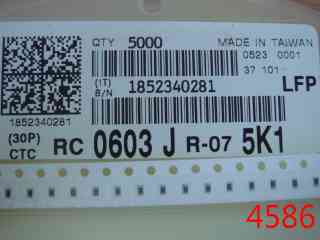 QTY 5000 MADE IN TAIWAN
0523 0001
37 101-
(1T)
B/N 1852340281 LFP
1852340281
(30P)
CTC RC 0603 J R-07 5K1
4586